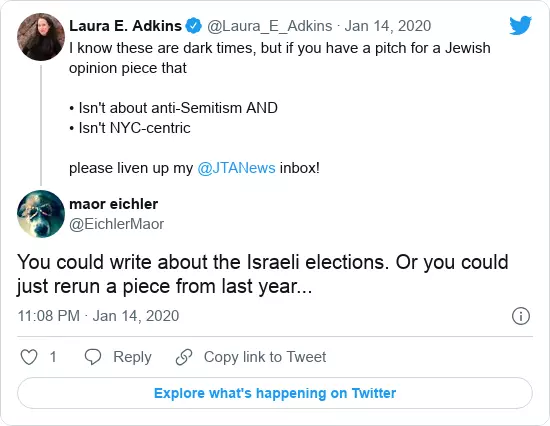 Laura E. Adkins @Laura_E_Adkins · Jan 14, 2020
I know these are dark times, but if you have a pitch for a Jewish
opinion piece that
• Isn't about anti-Semitism AND
• Isn't NYC-centric
please liven up my @JTANews inbox!
maor eichler
@EichlerMaor
You could write about the Israeli elections. Or you could
just rerun a piece from last year...
11:08 PM · Jan 14, 2020
1 Reply Copy link to Tweet
Explore what's happening on Twitter